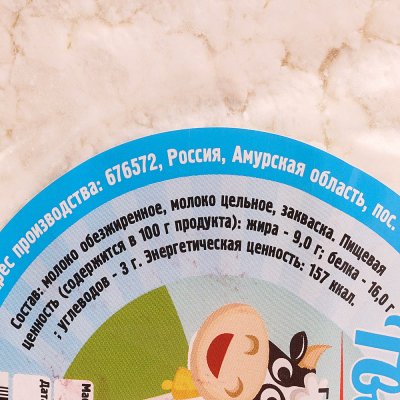 рес производства: 676572, Россия, Амурская область, пос.
Состав: молоко обезжиренное, молоко цельное, закваска. Пищевая
ценность (содержится в 100 г продукта): жира - 9,0 г; белка - 16,0 г
; углеводов - 3 г. Энергетическая ценность: 157 ккал.